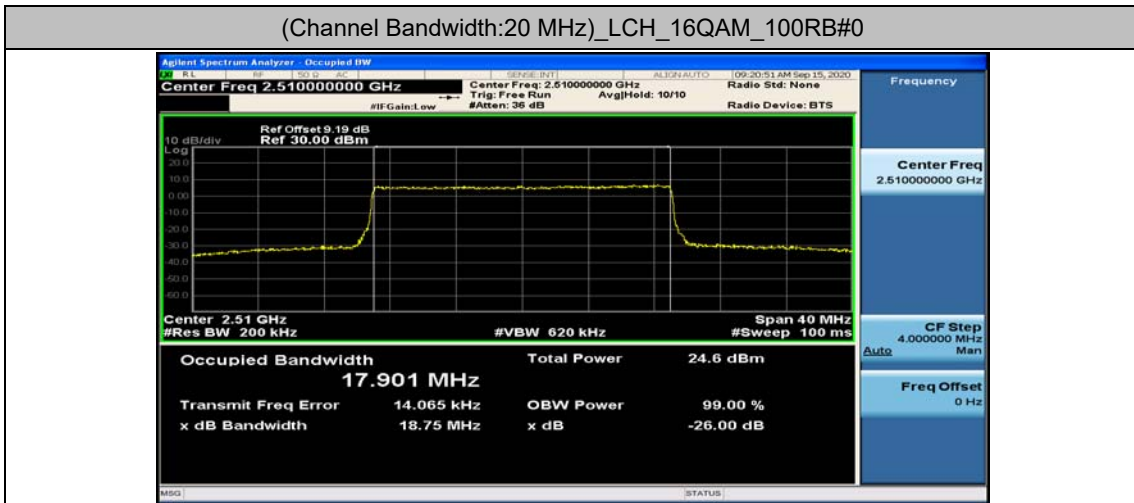 (Channel Bandwidth:20 MHz)_LCH_16QAM_100RB#0
Agilent Spectrum Analyzer - Occupied BW
LXI RL RF 50 Ω AC SENSE:INT ALIGNAUTO 09:20:51 AM Sep 15, 2020
Center Freq 2.510000000 GHz
Center Freq: 2.510000000 GHz
Radio Std: None
Trig: Free Run Avg|Hold: 10/10
#IFGain:Low #Atten: 36 dB Radio Device: BTS
Ref Offset 9.19 dB
10 dB/div Ref 30.00 dBm
Log
20.0
10.0
0.00
-10.0
-20.0
-30.0
-40.0
-50.0
-60.0
Center 2.51 GHz Span 40 MHz
#Res BW 200 kHz #VBW 620 kHz #Sweep 100 ms
Occupied Bandwidth Total Power 24.6 dBm
17.901 MHz
Transmit Freq Error 14.065 kHz OBW Power 99.00 %
x dB Bandwidth 18.75 MHz x dB -26.00 dB
MSG STATUS
Frequency
Center Freq
2.510000000 GHz
CF Step
4.000000 MHz
Auto Man
Freq Offset
0 Hz